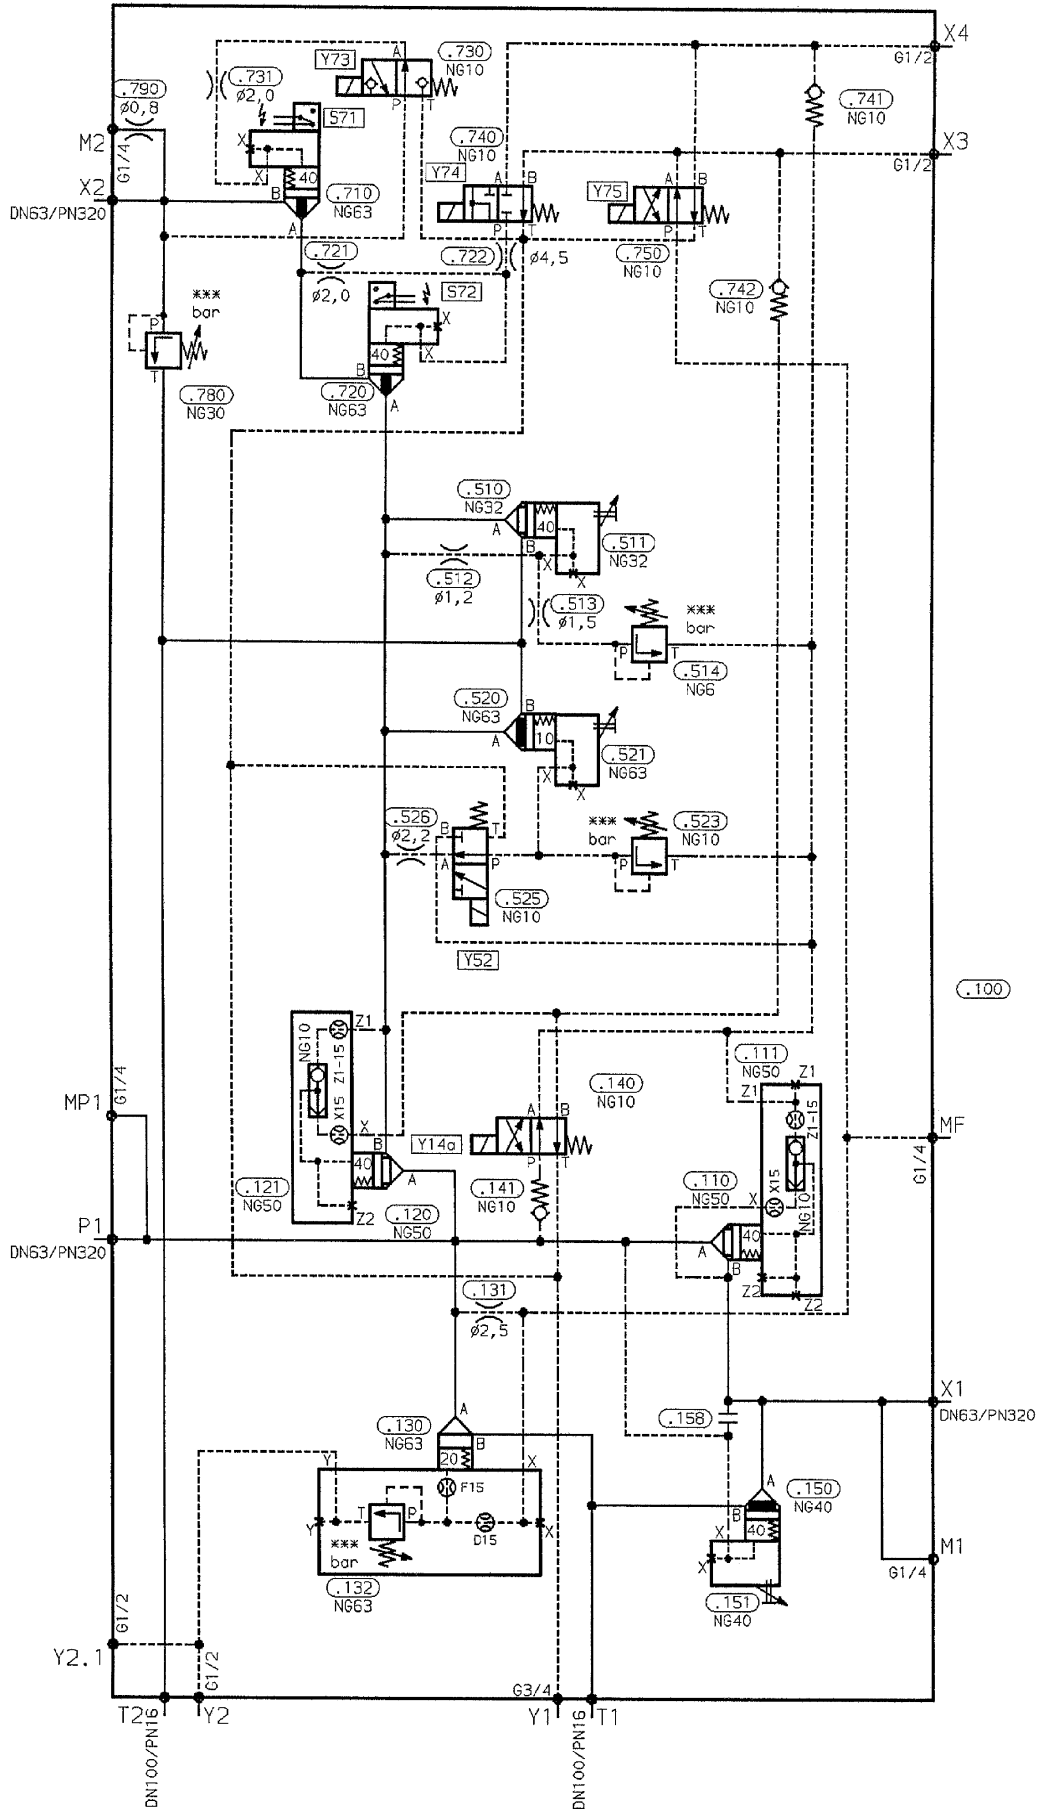 X4
G1/2
Y73
A
.730
NG10
P
T
.790
ø0,8
.731
ø2,0
S71
.741
NG10
M2
G1/4
X
X
40
.740
NG10
X3
G1/2
X2
DN63/PN320
B
A
.710
NG63
Y74
A
B
P
T
Y75
A
B
P
T
.721
ø2,0
.722
ø4,5
.750
NG10
.742
NG10
S72
***
bar
P
T
X
X
40
B
A
.780
NG30
.720
NG63
.510
NG32
A
40
B
X
X
.511
NG32
.512
ø1,2
.513
ø1,5
***
bar
P
T
.514
NG6
.520
NG63
A
B
10
X
X
.521
NG63
.526
ø2,2
B
T
A
P
***
bar
P
T
.523
NG10
.525
NG10
Y52
.100
NG10
Z1
Z1-15
X15
X
G1/4
MP1
.111
NG50
Z1
Z1
Z1-15
.140
NG10
A
B
P
T
Y14a
MF
G1/4
40
B
A
.121
NG50
Z2
.120
NG50
.141
NG10
.110
NG50
X
X15
NG10
P1
DN63/PN320
A
40
B
Z2
Z2
.131
ø2,5
X1
DN63/PN320
.158
A
.130
NG63
B
20
Y
X
F15
Y
T
P
D15
X
***
bar
.132
NG63
A
.150
NG40
B
X
40
X
.151
NG40
M1
G1/4
G1/2
Y2.1
G1/2
G3/4
T2
Y2
Y1
T1
DN100/PN16
DN100/PN16